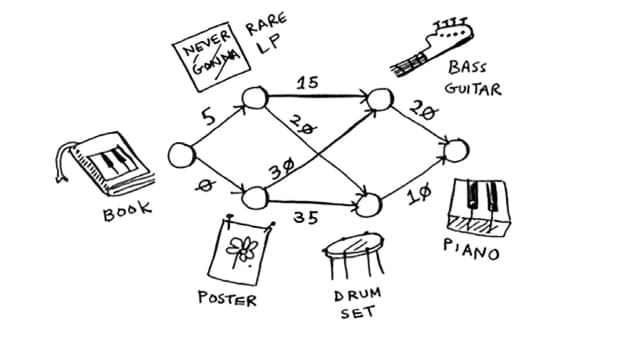 NEVER
GONNA
RARE
LP
BASS
GUITAR
15
5
20
20
BOOK
0
30
35
10
PIANO
POSTER
DRUM
SET